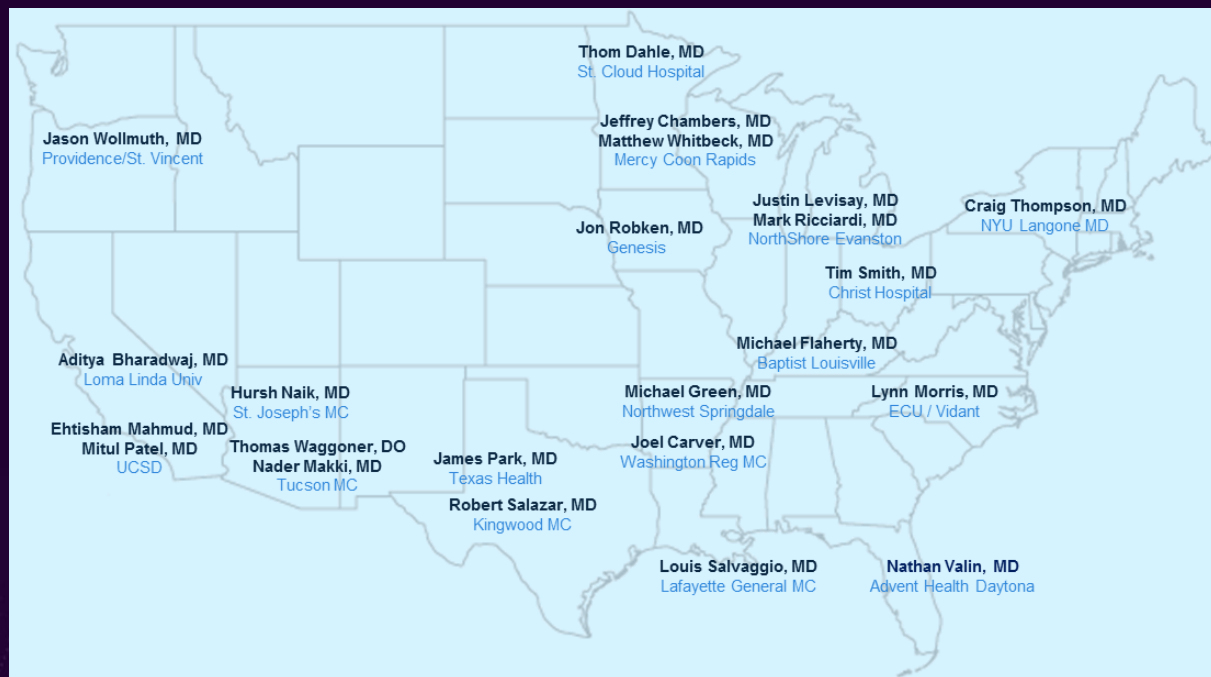 Thom Dahle, MD
St. Cloud Hospital
Jeffrey Chambers, MD
Matthew Whitbeck, MD
Mercy Coon Rapids
Jason Wollmuth, MD
Providence/St. Vincent
Justin Levisay, MD
Mark Ricciardi, MD
NorthShore Evanston
Craig Thompson, MD
NYU Langone MD
Jon Robken, MD
Genesis
Tim Smith, MD
Christ Hospital
Michael Flaherty, MD
Baptist Louisville
Aditya Bharadwaj, MD
Loma Linda Univ
Hursh Naik, MD
St. Joseph's MC
Michael Green, MD
Northwest Springdale
Lynn Morris, MD
ECU / Vidant
Ehtisham Mahmud, MD
Mitul Patel, MD
UCSD
Thomas Waggoner, DO
Nader Makki, MD
Tucson MC
James Park, MD
Texas Health
Joel Carver, MD
Washington Reg MC
Robert Salazar, MD
Kingwood MC
Louis Salvaggio, MD
Lafayette General MC
Nathan Valin, MD
Advent Health Daytona